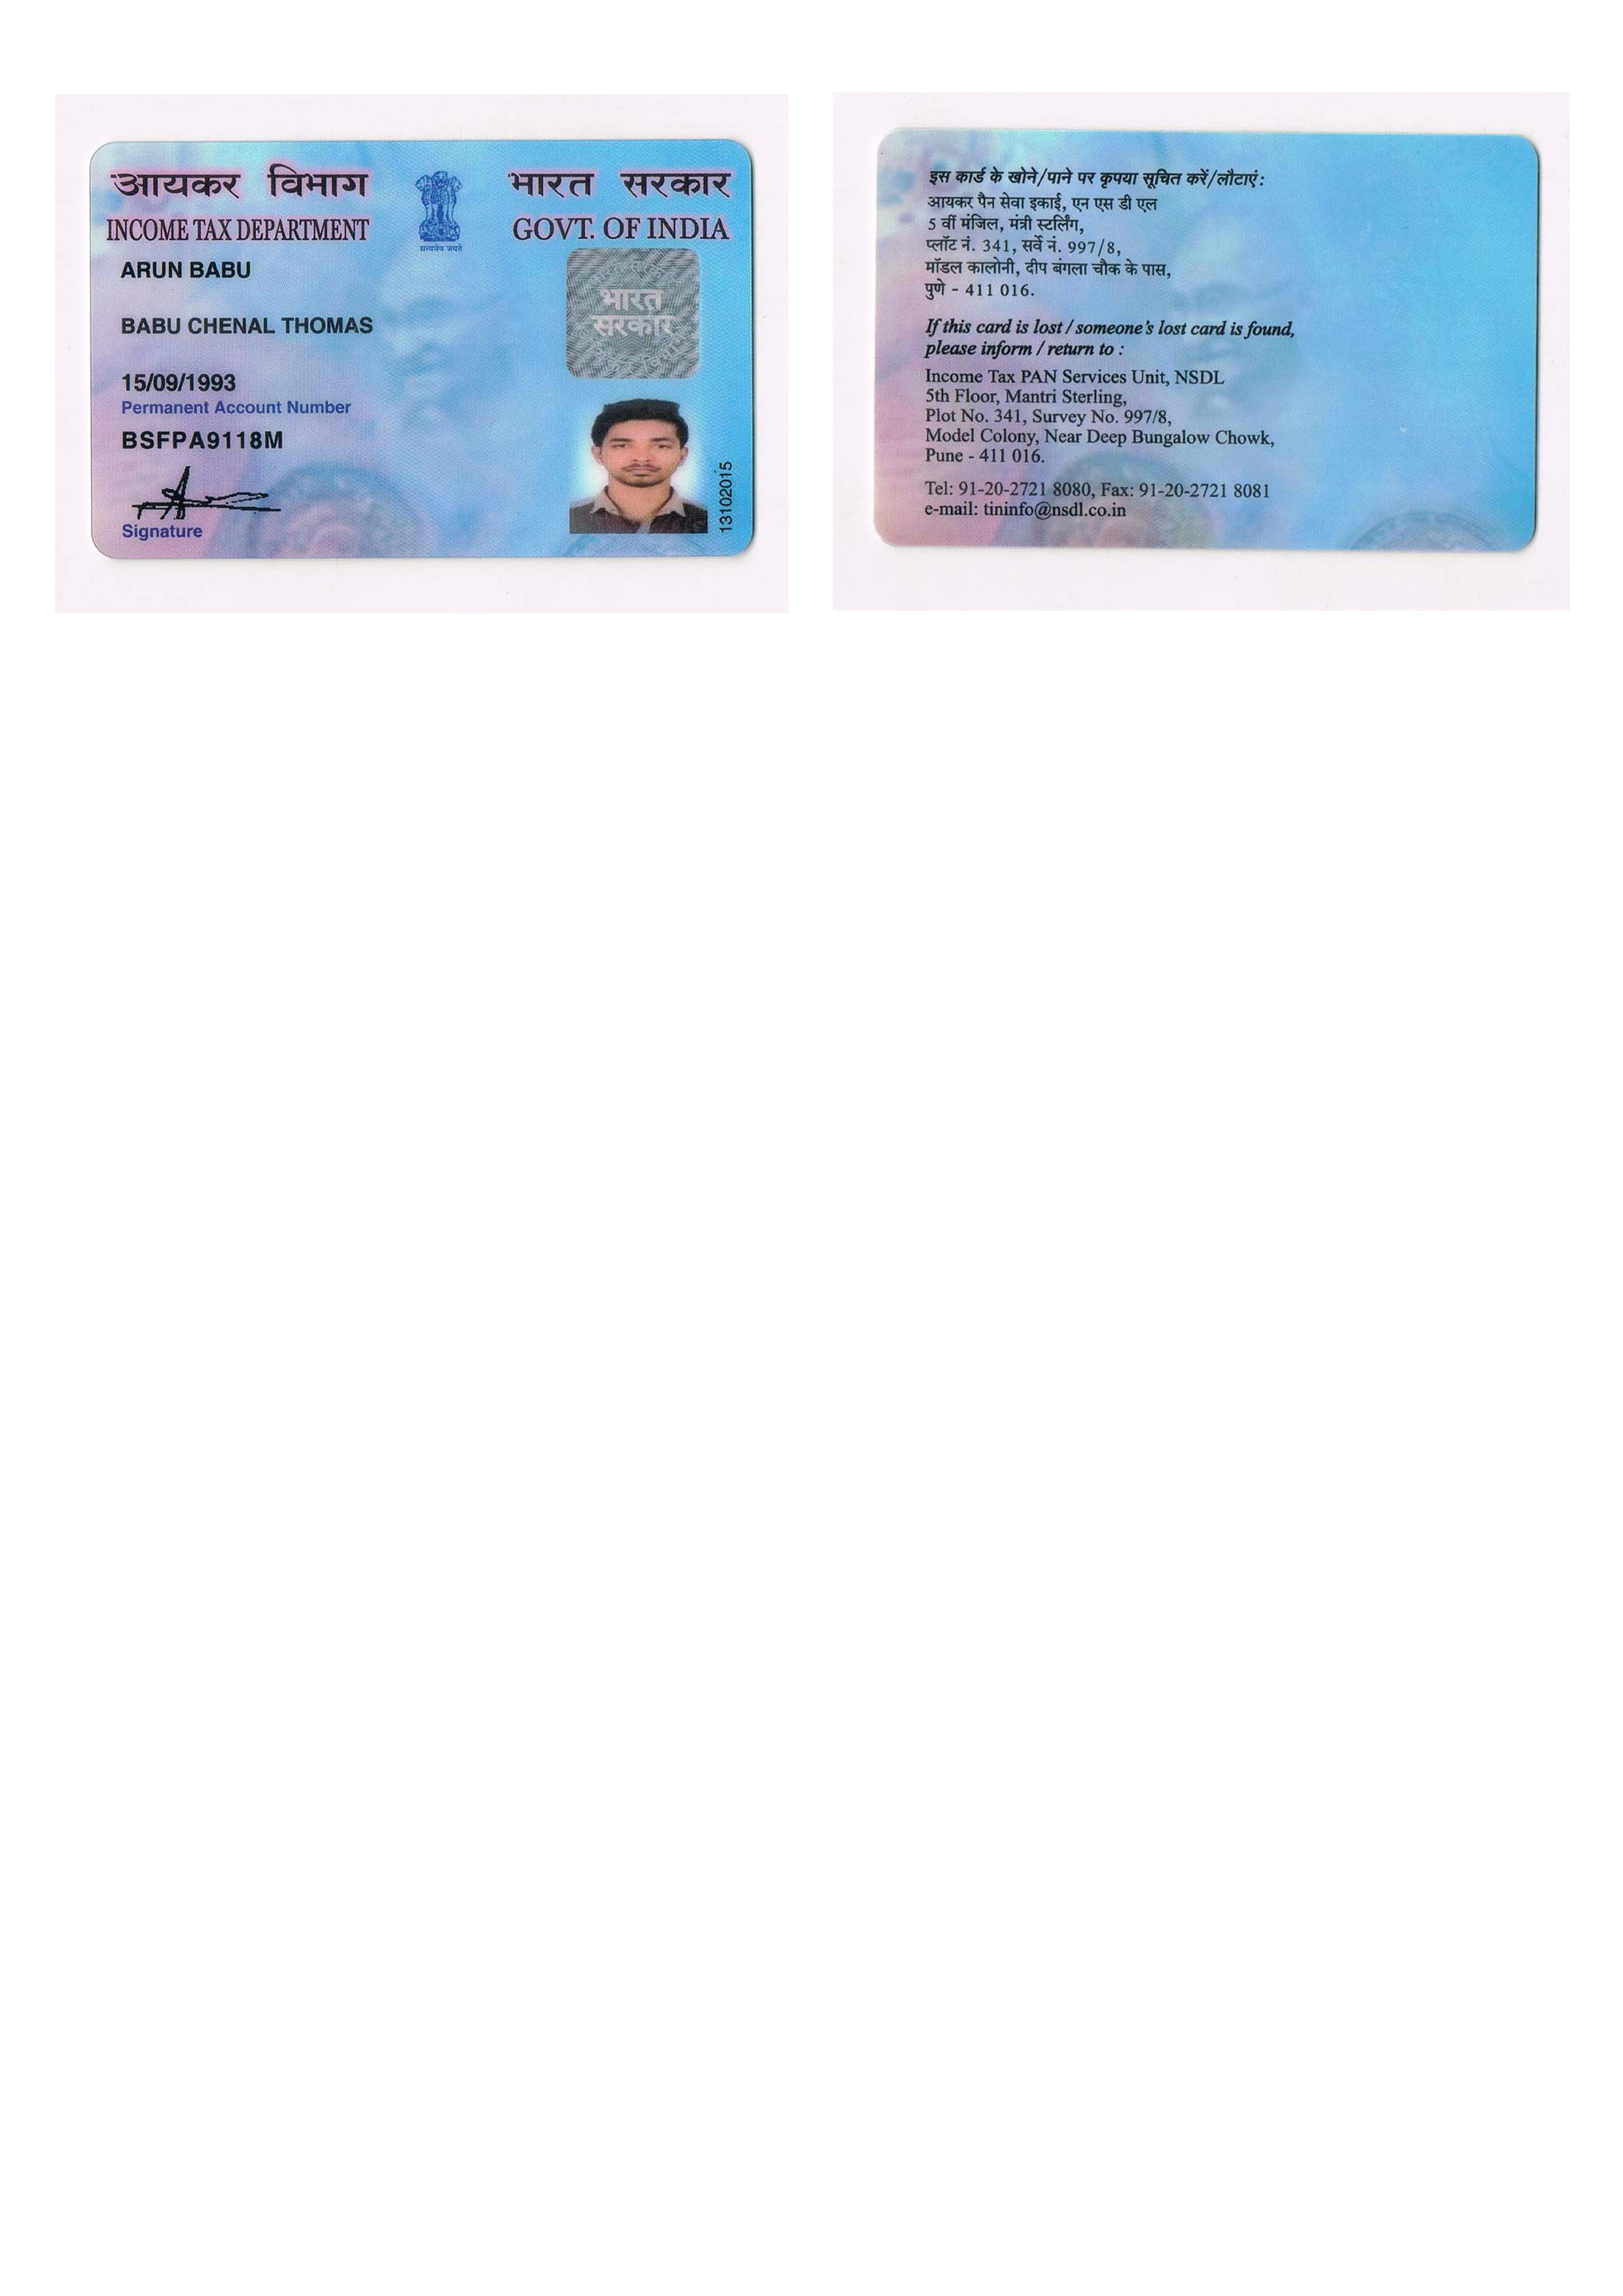 आयकर विभाग
INCOME TAX DEPARTMENT
सत्यमेव जयते
भारत सरकार
GOVT. OF INDIA
ARUN BABU
BABU CHENAL THOMAS
15/09/1993
Permanent Account Number
BSFPA9118M
Signature
भारत
सरकार
13102015
इस कार्ड के खोने/पाने पर कृपया सूचित करें/लौटाएं:
आयकर पैन सेवा इकाई, एन एस डी एल
5 वीं मंजिल, मंत्री स्टर्लिंग,
प्लॉट नं. 341, सर्वे नं. 997/8,
मॉडल कालोनी, दीप बंगला चौक के पास,
पुणे - 411 016.
If this card is lost / someone's lost card is found,
please inform / return to :
Income Tax PAN Services Unit, NSDL
5th Floor, Mantri Sterling,
Plot No. 341, Survey No. 997/8,
Model Colony, Near Deep Bungalow Chowk,
Pune - 411 016.
Tel: 91-20-2721 8080, Fax: 91-20-2721 8081
e-mail: tininfo@nsdl.co.in